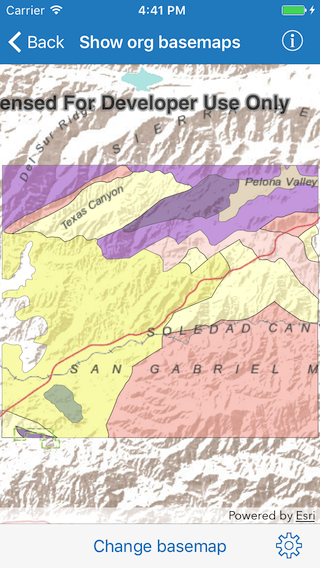 Carrier 4:41 PM
Back Show org basemaps
ensed For Developer Use Only
Del Sur Ridge
SIERRA E
Texas Canyon
Pelona Valley
SOLEDAD CAN
SAN GABRIEL M
Powered by Esri
Change basemap